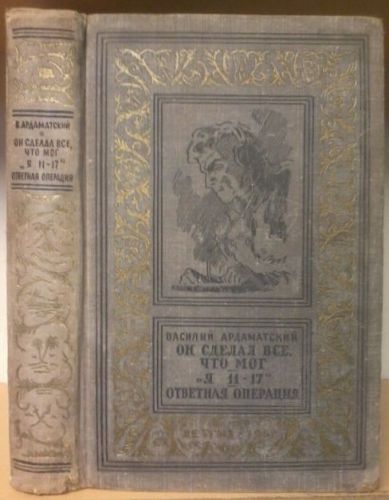 В. АРДАМАТСКИЙ
ОН СДЕЛАЛ ВСЕ,
ЧТО МОГ
„Я 11-17“
ОТВЕТНАЯ ОПЕРАЦИЯ
ВАСИЛИЙ АРДАМАТСКИЙ
ОН СДЕЛАЛ ВСЕ,
ЧТО МОГ
„Я 11-17“
ОТВЕТНАЯ ОПЕРАЦИЯ